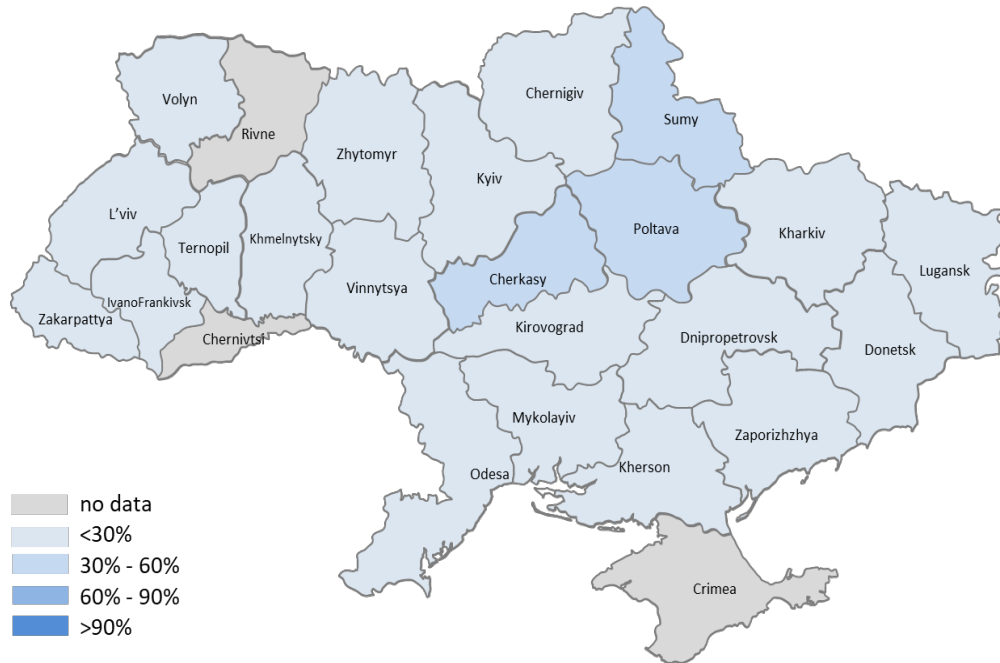 Chernigiv
Volyn
Sumy
Rivne
Zhytomyr
Kyiv
L'viv
Poltava
Kharkiv
Khmelnytsky
Ternopil
Lugansk
Cherkasy
Vinnytsya
IvanoFrankivsk
Zakarpattya
Kirovograd
Chernivtsi
Dnipropetrovsk
Donetsk
Mykolayiv
Zaporizhzhya
Kherson
Odesa
no data
<30%
30% - 60%
60% - 90%
>90%
Crimea